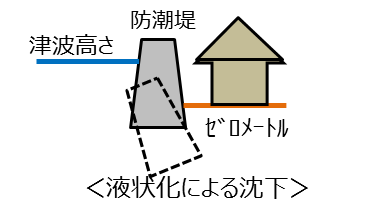 防潮堤
津波高さ
ｾﾞﾛﾒｰﾄﾙ
＜液状化による沈下＞